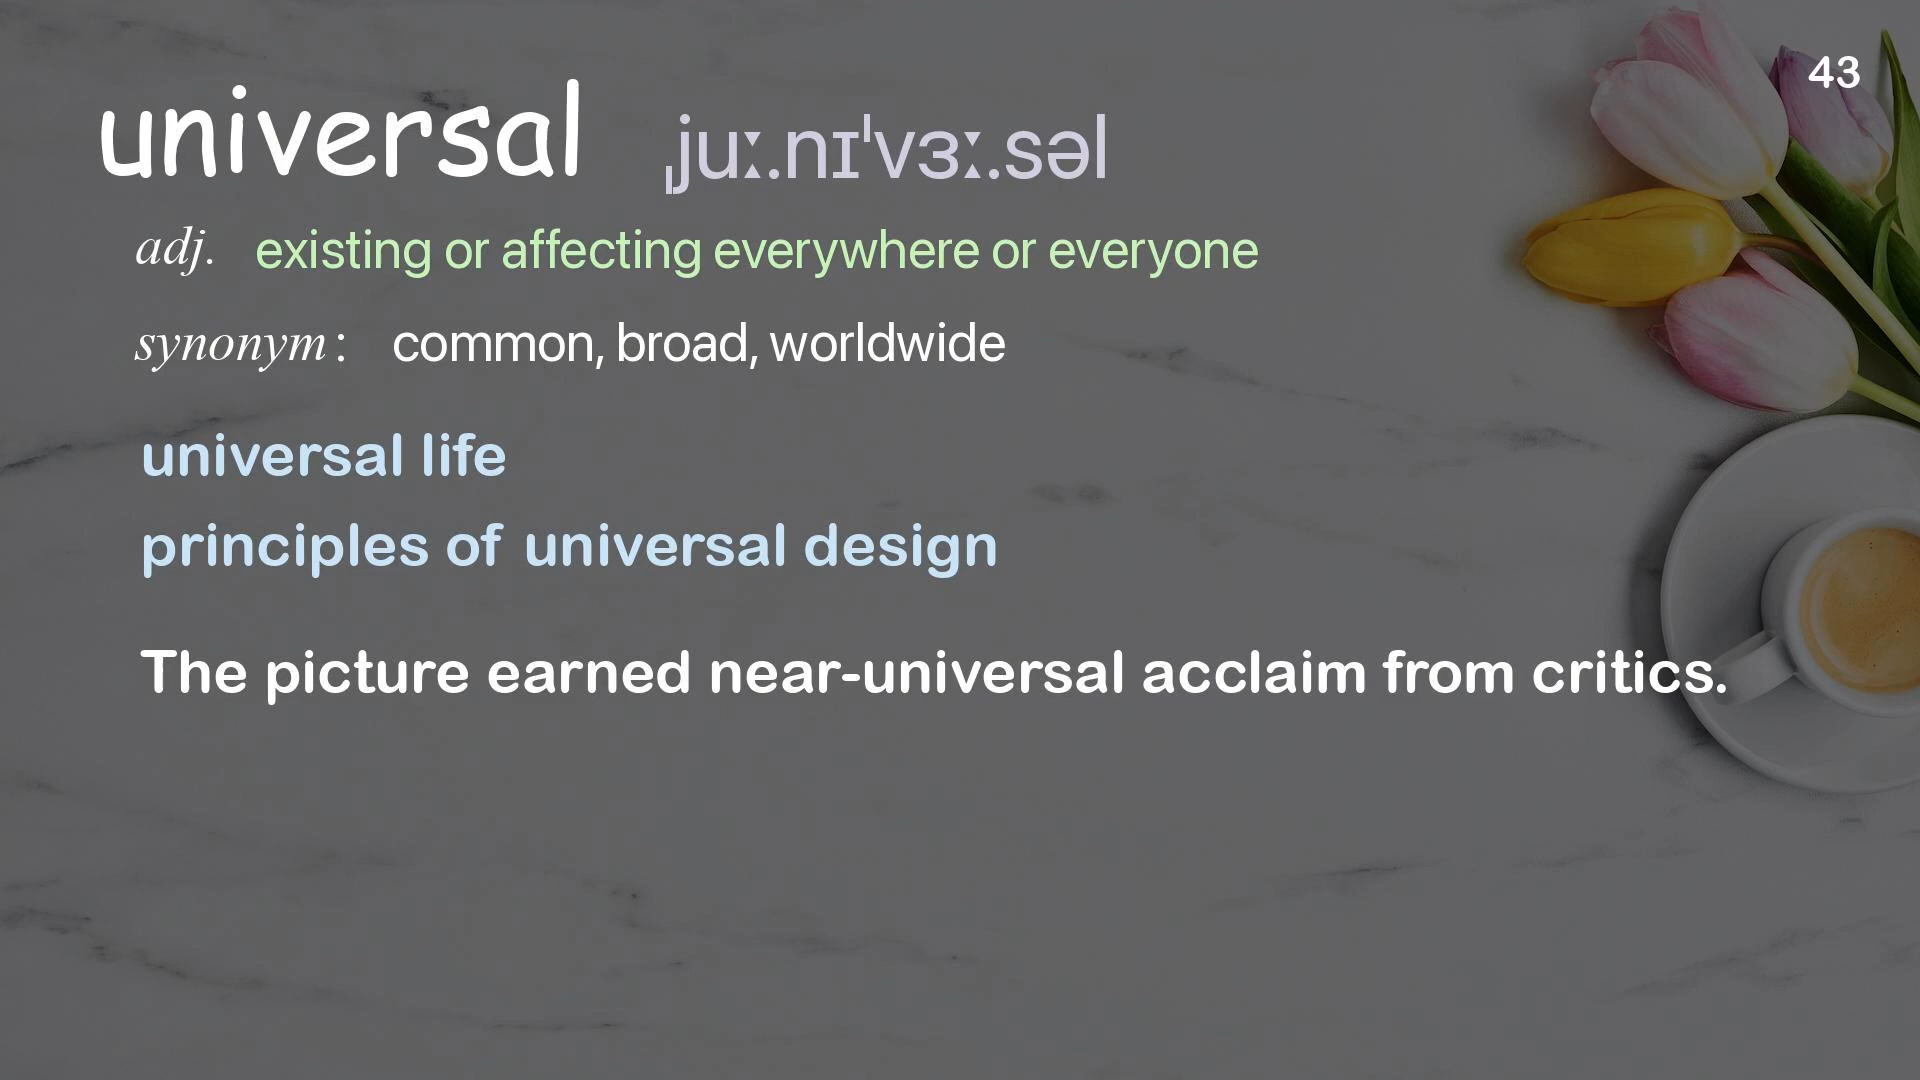 43
universal ˌjuː.nɪˈvɜː.səl
adj. existing or affecting everywhere or everyone
synonym : common, broad, worldwide
universal life
principles of universal design
The picture earned near-universal acclaim from critics.